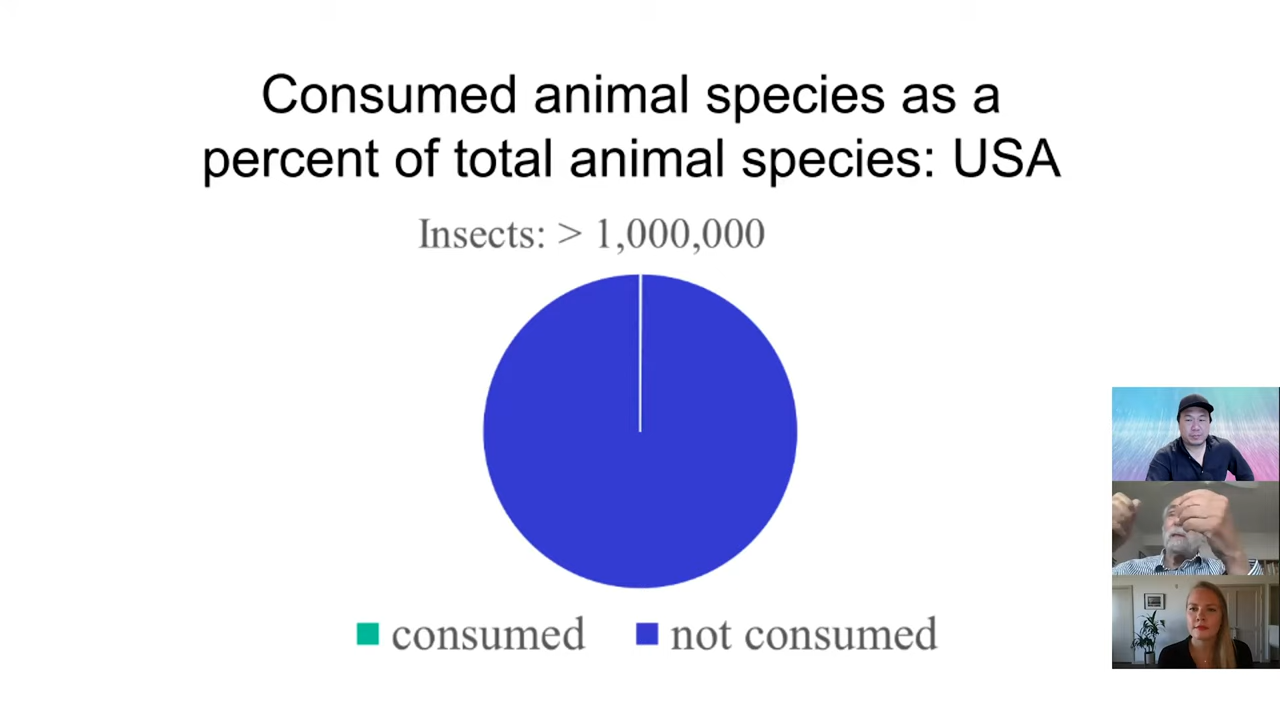 Consumed animal species as a
percent of total animal species: USA
Insects: > 1,000,000
consumed
not consumed